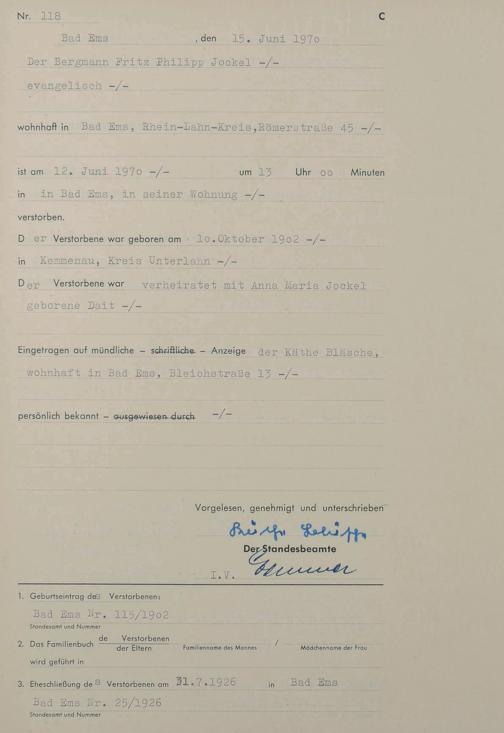 Nr. 118 C
Bad Ems , den 15. Juni 197o
Der Bergmann Fritz Philipp Jockel -/-
evangelisch -/-
wohnhaft in Bad Ems, Rhein-Lahn-Kreis,Römerstraße 45 -/-
ist am 12. Juni 197o -/- um 13 Uhr oo Minuten
in in Bad Ems, in seiner Wohnung -/-
verstorben.
D er Verstorbene war geboren am 1o.Oktober 19o2 -/-
in Kemmenau, Kreis Unterlahn -/-
Der Verstorbene war verheiratet mit Anna Maria Jockel
geborene Dait -/-
Eingetragen auf mündliche – schriftliche – Anzeige der Käthe Bläsche,
wohnhaft in Bad Ems, Bleichstraße 13 -/-
persönlich bekannt – ausgewiesen durch -/-
Vorgelesen, genehmigt und unterschrieben
Der Standesbeamte
I.V.
1. Geburtseintrag des Verstorbenen:
Bad Ems Nr. 115/19o2
Standesamt und Nummer
2. Das Familienbuch de Verstorbenen / der Eltern Familienname des Mannes / Mädchenname der Frau
wird geführt in
3. Eheschließung de s Verstorbenen am 31.7.1926 in Bad Ems
Bad Ems Nr. 25/1926
Standesamt und Nummer